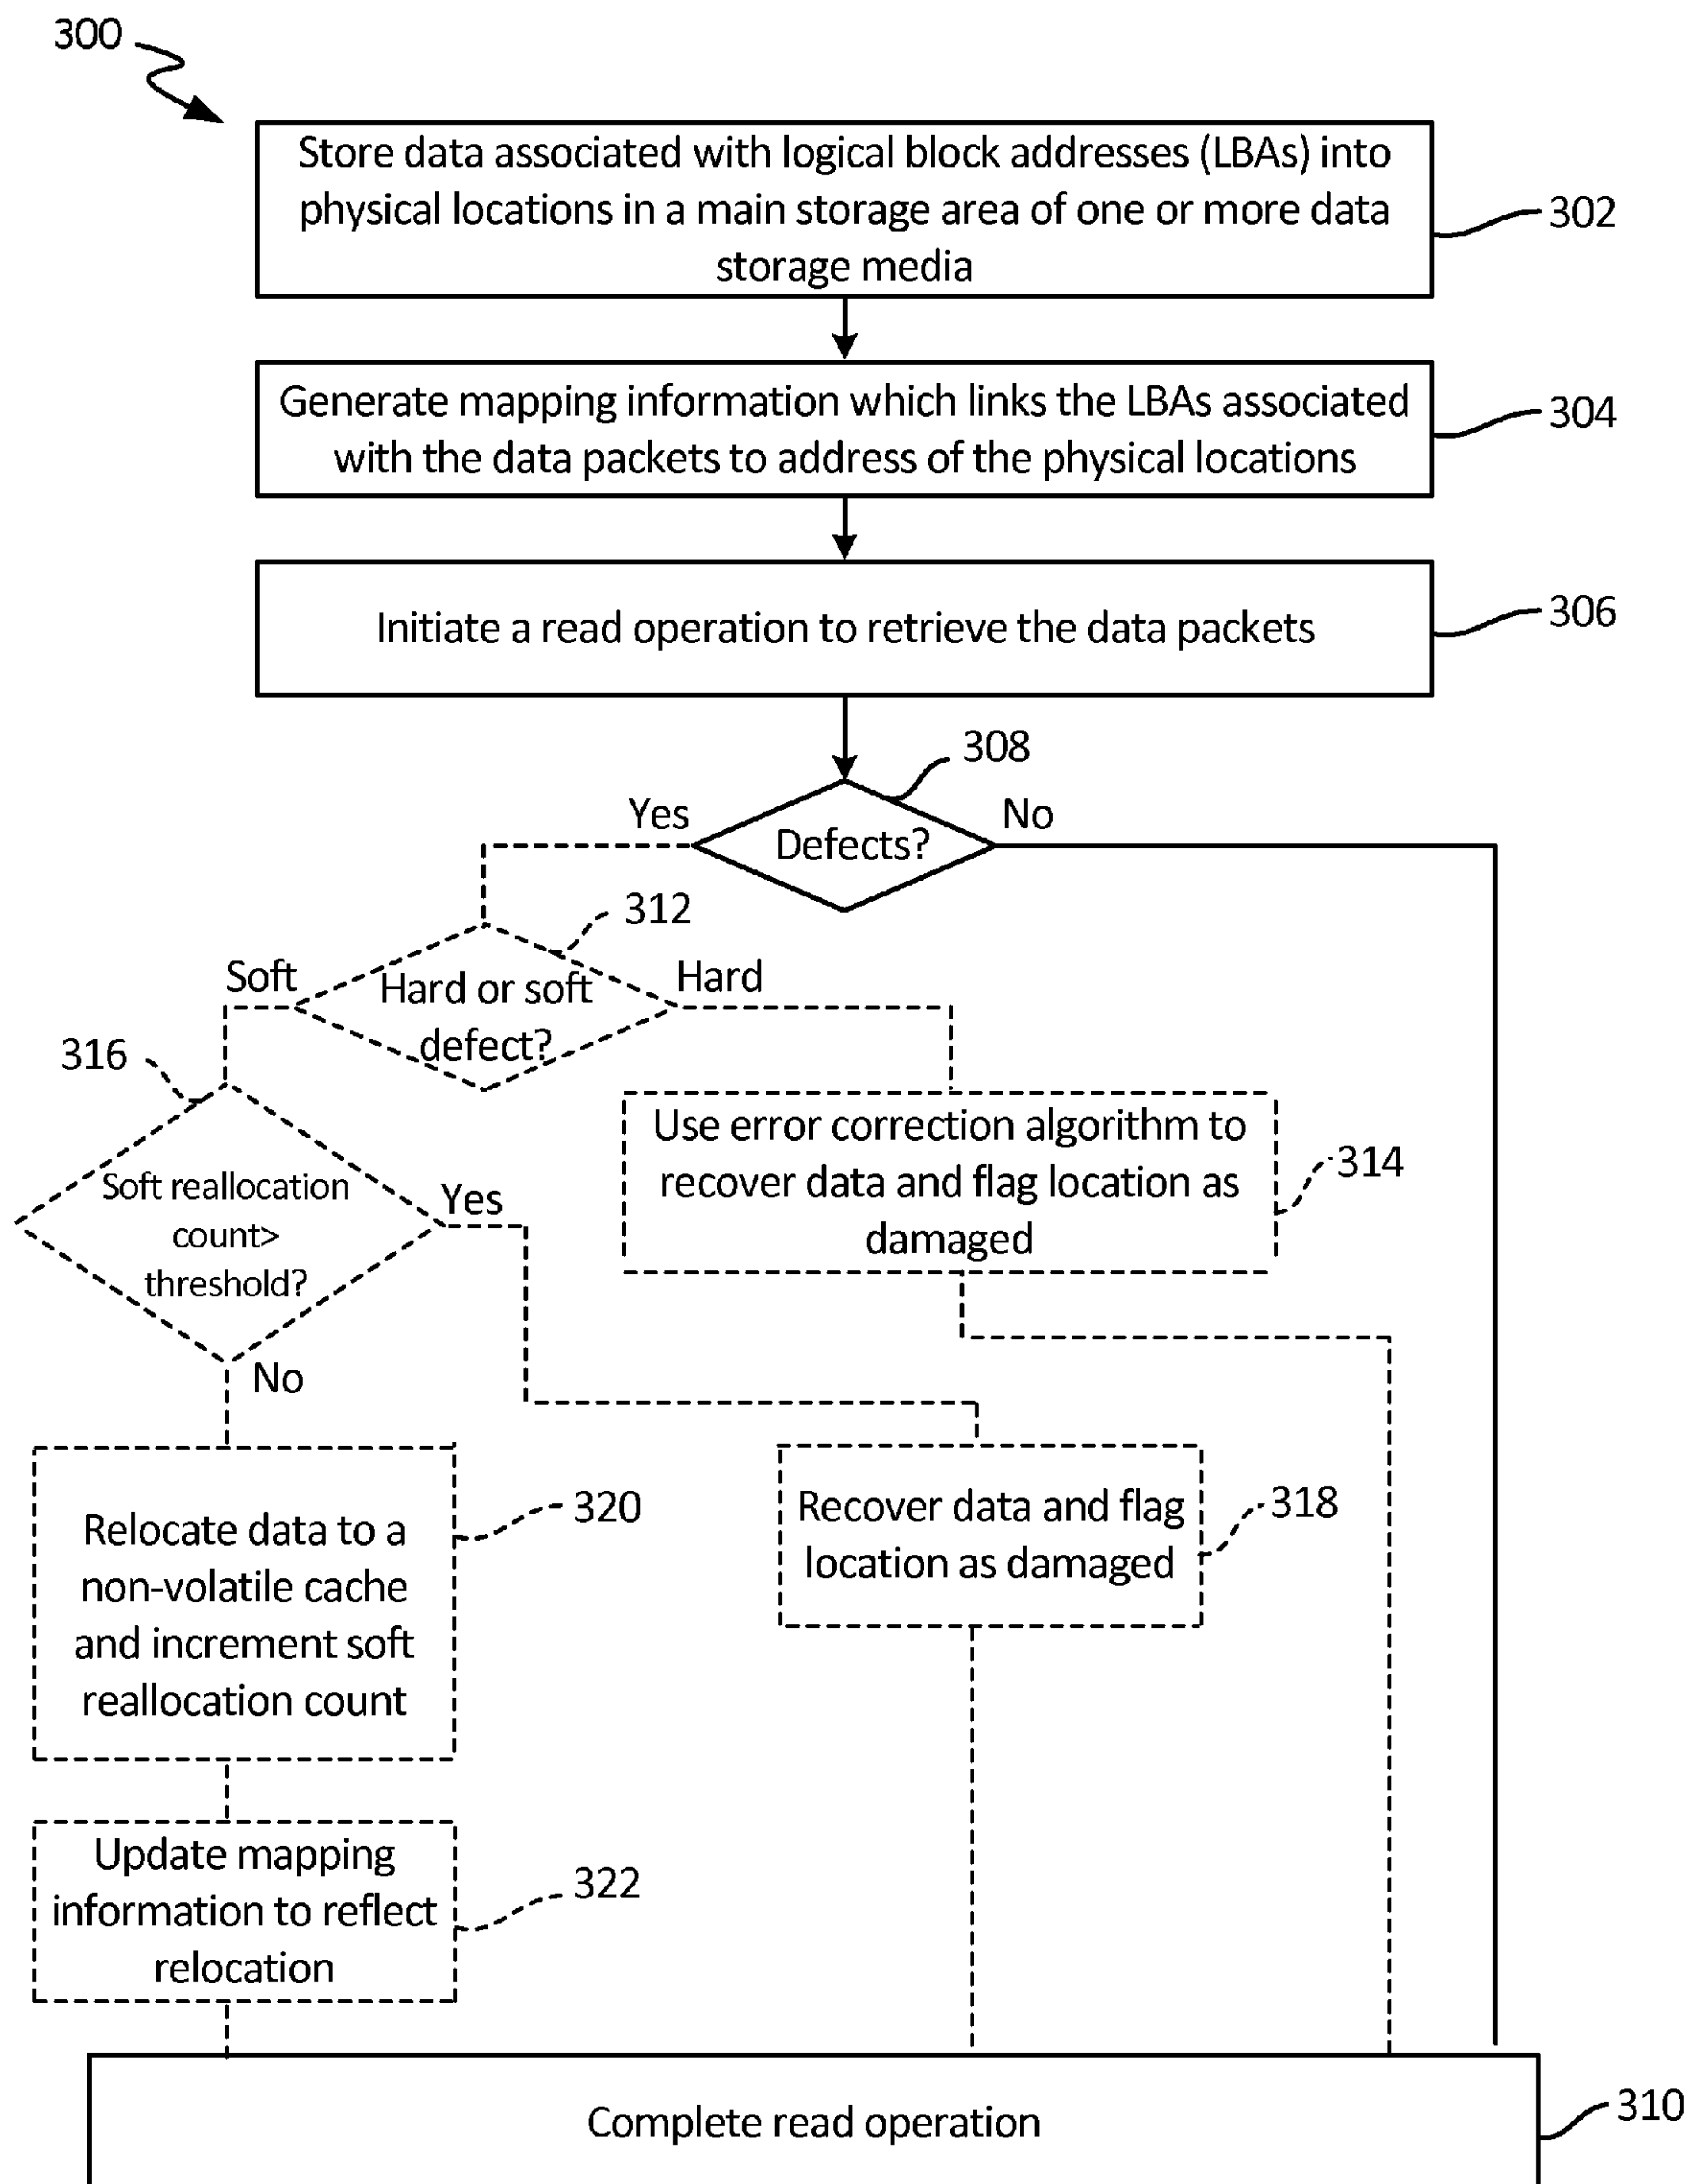 300
Store data associated with logical block addresses (LBAs) into
physical locations in a main storage area of one or more data
storage media
302
Generate mapping information which links the LBAs associated
with the data packets to address of the physical locations
304
Initiate a read operation to retrieve the data packets
306
308
Yes
Defects?
No
312
Soft
Hard or soft
defect?
Hard
316
Soft reallocation
count>
threshold?
Yes
No
Use error correction algorithm to
recover data and flag location as
damaged
314
Relocate data to a
non-volatile cache
and increment soft
reallocation count
320
Recover data and flag
location as damaged
318
Update mapping
information to reflect
relocation
322
Complete read operation
310